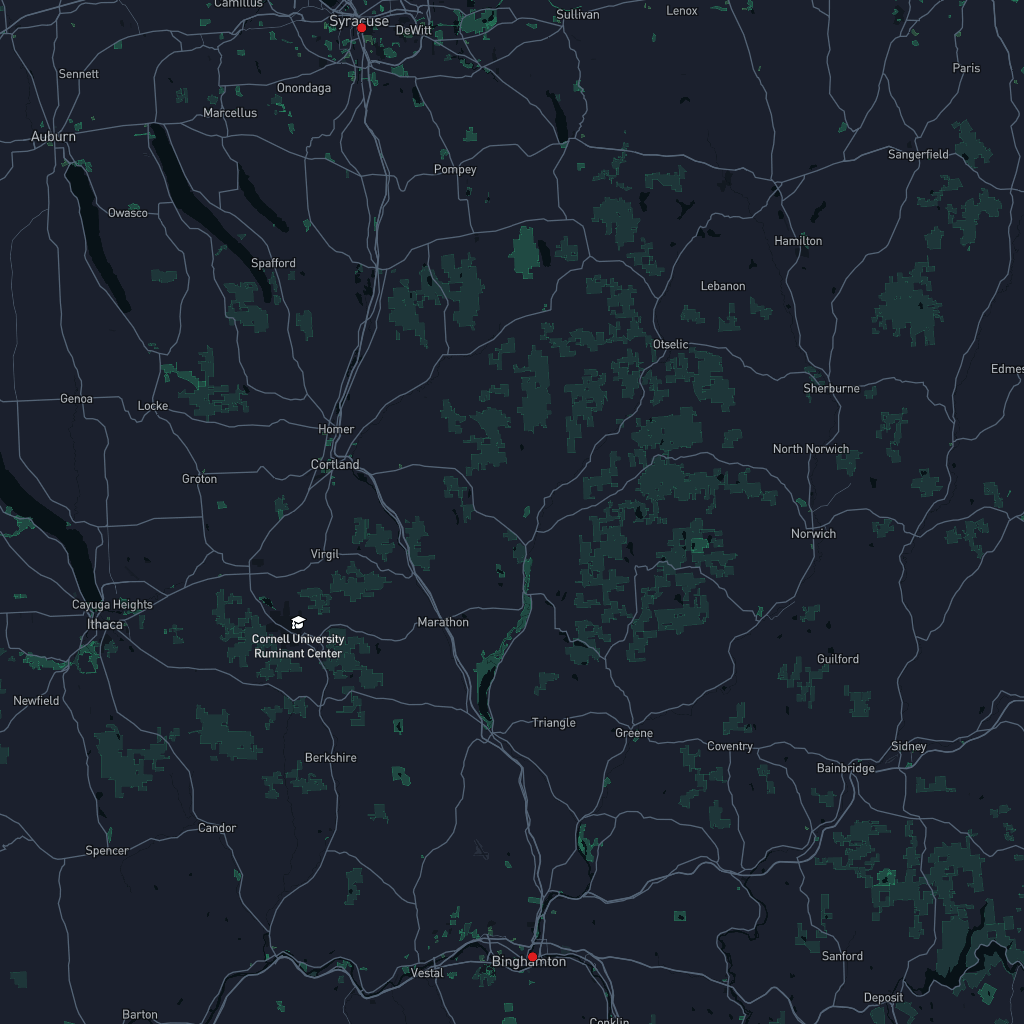 Camillus
Syracuse
DeWitt
Sullivan
Lenox
Sennett
Paris
Onondaga
Marcellus
Auburn
Sangerfield
Pompey
Owasco
Hamilton
Spafford
Lebanon
Otselic
Edmes
Sherburne
Genoa
Locke
Homer
North Norwich
Cortland
Groton
Norwich
Virgil
Cayuga Heights
Ithaca
Marathon
Cornell University
Ruminant Center
Guilford
Newfield
Triangle
Greene
Coventry
Sidney
Berkshire
Bainbridge
Candor
Spencer
Binghamton
Vestal
Sanford
Deposit
Barton
Conklin